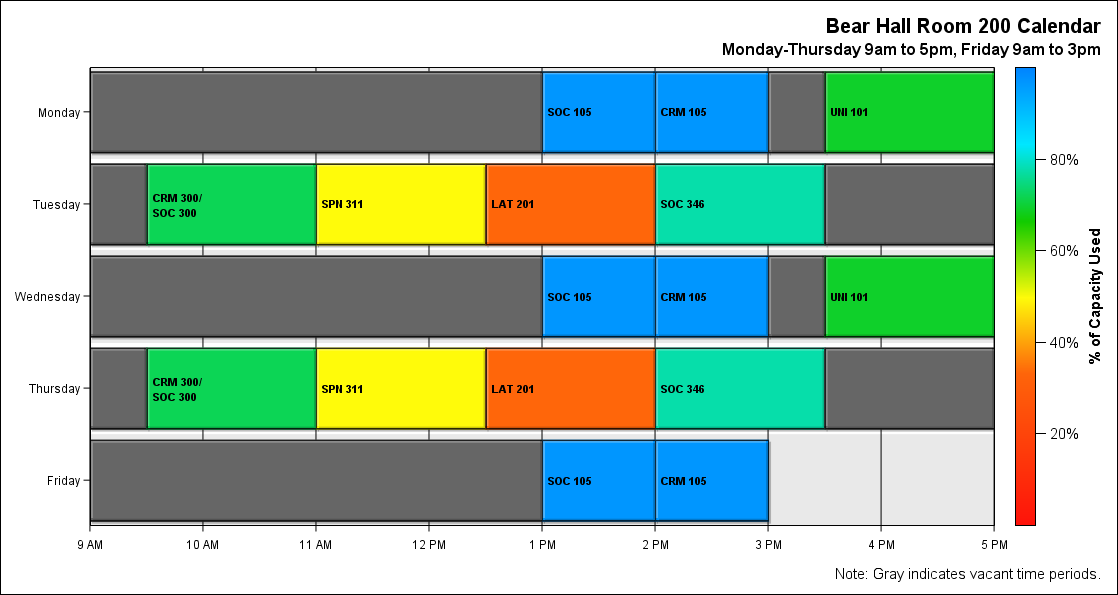 Bear Hall Room 200 Calendar
Monday-Thursday 9am to 5pm, Friday 9am to 3pm
Monday
SOC 105
CRM 105
UNI 101
Tuesday
CRM 300/
SOC 300
SPN 311
LAT 201
SOC 346
Wednesday
SOC 105
CRM 105
UNI 101
Thursday
CRM 300/
SOC 300
SPN 311
LAT 201
SOC 346
Friday
SOC 105
CRM 105
9 AM
10 AM
11 AM
12 PM
1 PM
2 PM
3 PM
4 PM
5 PM
80%
60%
40%
20%
% of Capacity Used
Note: Gray indicates vacant time periods.